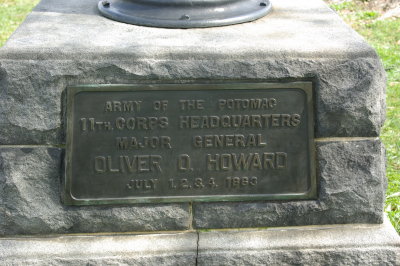 ARMY OF THE POTOMAC
11TH. CORPS HEADQUARTERS
MAJOR GENERAL
OLIVER O. HOWARD
JULY 1.2.3.4. 1863